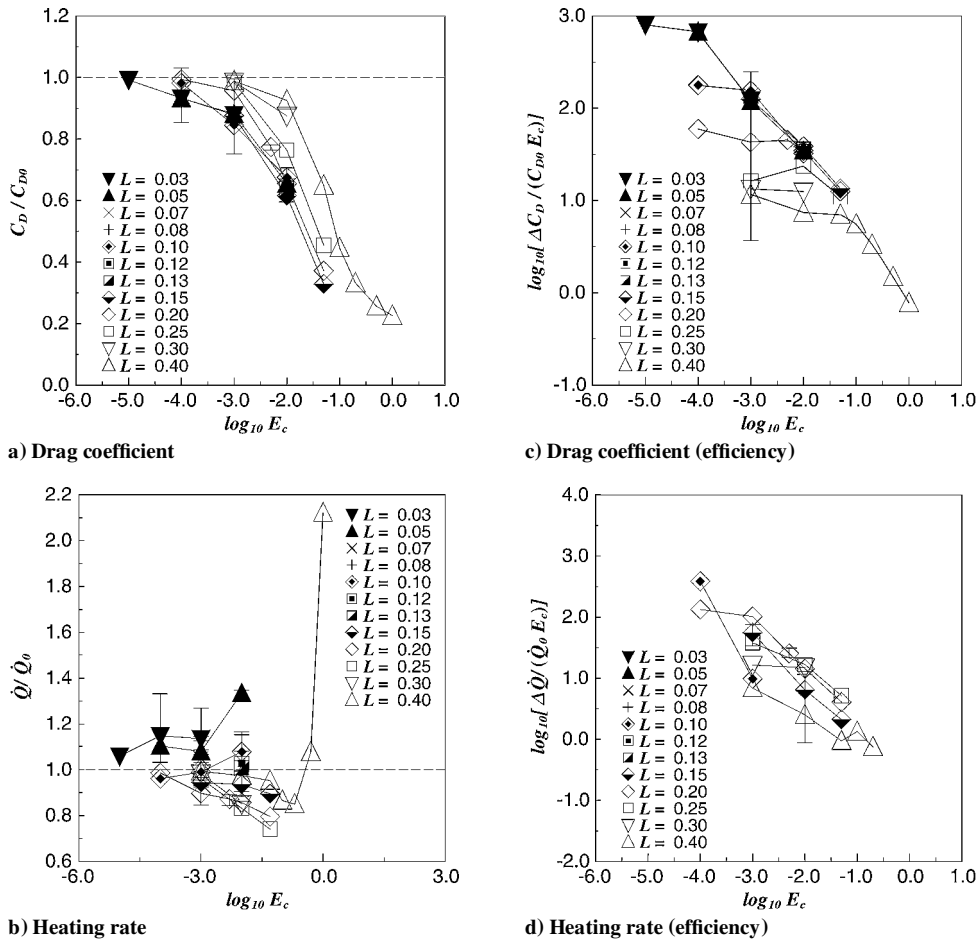 1.2
1.0
0.8
0.6
0.4
0.2
0.0
C_D / C_D0
L = 0.03
L = 0.05
L = 0.07
L = 0.08
L = 0.10
L = 0.12
L = 0.13
L = 0.15
L = 0.20
L = 0.25
L = 0.30
L = 0.40
-6.0 -5.0 -4.0 -3.0 -2.0 -1.0 0.0 1.0
log10 Ec
a) Drag coefficient
3.0
2.0
1.0
0.0
-1.0
log10[ ΔC_D / (C_D0 Ec)]
L = 0.03
L = 0.05
L = 0.07
L = 0.08
L = 0.10
L = 0.12
L = 0.13
L = 0.15
L = 0.20
L = 0.25
L = 0.30
L = 0.40
-6.0 -5.0 -4.0 -3.0 -2.0 -1.0 0.0 1.0
log10 Ec
c) Drag coefficient (efficiency)
2.2
2.0
1.8
1.6
1.4
1.2
1.0
0.8
0.6
Q̇/ Q̇0
L = 0.03
L = 0.05
L = 0.07
L = 0.08
L = 0.10
L = 0.12
L = 0.13
L = 0.15
L = 0.20
L = 0.25
L = 0.30
L = 0.40
-6.0 -3.0 0.0 3.0
log10 Ec
b) Heating rate
4.0
3.0
2.0
1.0
0.0
-1.0
-2.0
log10[ ΔQ̇/ (Q̇0 Ec)]
L = 0.03
L = 0.05
L = 0.07
L = 0.08
L = 0.10
L = 0.12
L = 0.13
L = 0.15
L = 0.20
L = 0.25
L = 0.30
L = 0.40
-6.0 -5.0 -4.0 -3.0 -2.0 -1.0 0.0 1.0
log10 Ec
d) Heating rate (efficiency)